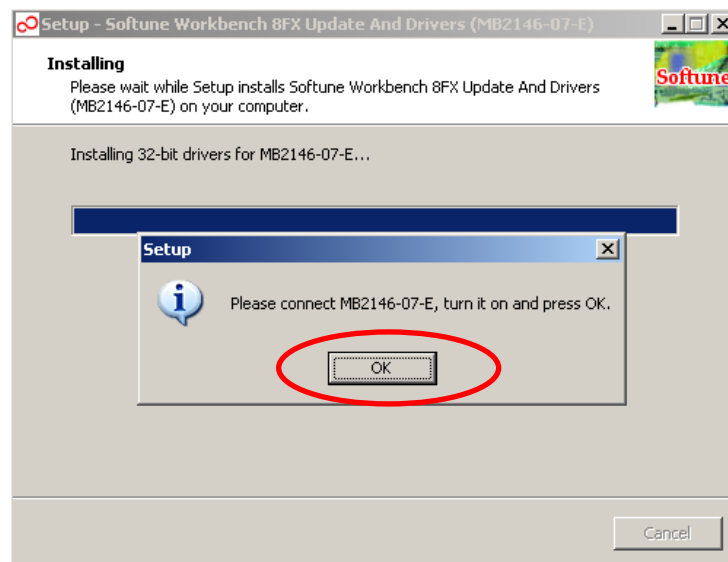 Setup - Softune Workbench 8FX Update And Drivers (MB2146-07-E)
Installing
Please wait while Setup installs Softune Workbench 8FX Update And Drivers
(MB2146-07-E) on your computer.
Softune
Installing 32-bit drivers for MB2146-07-E...
Setup
Please connect MB2146-07-E, turn it on and press OK.
OK
Cancel